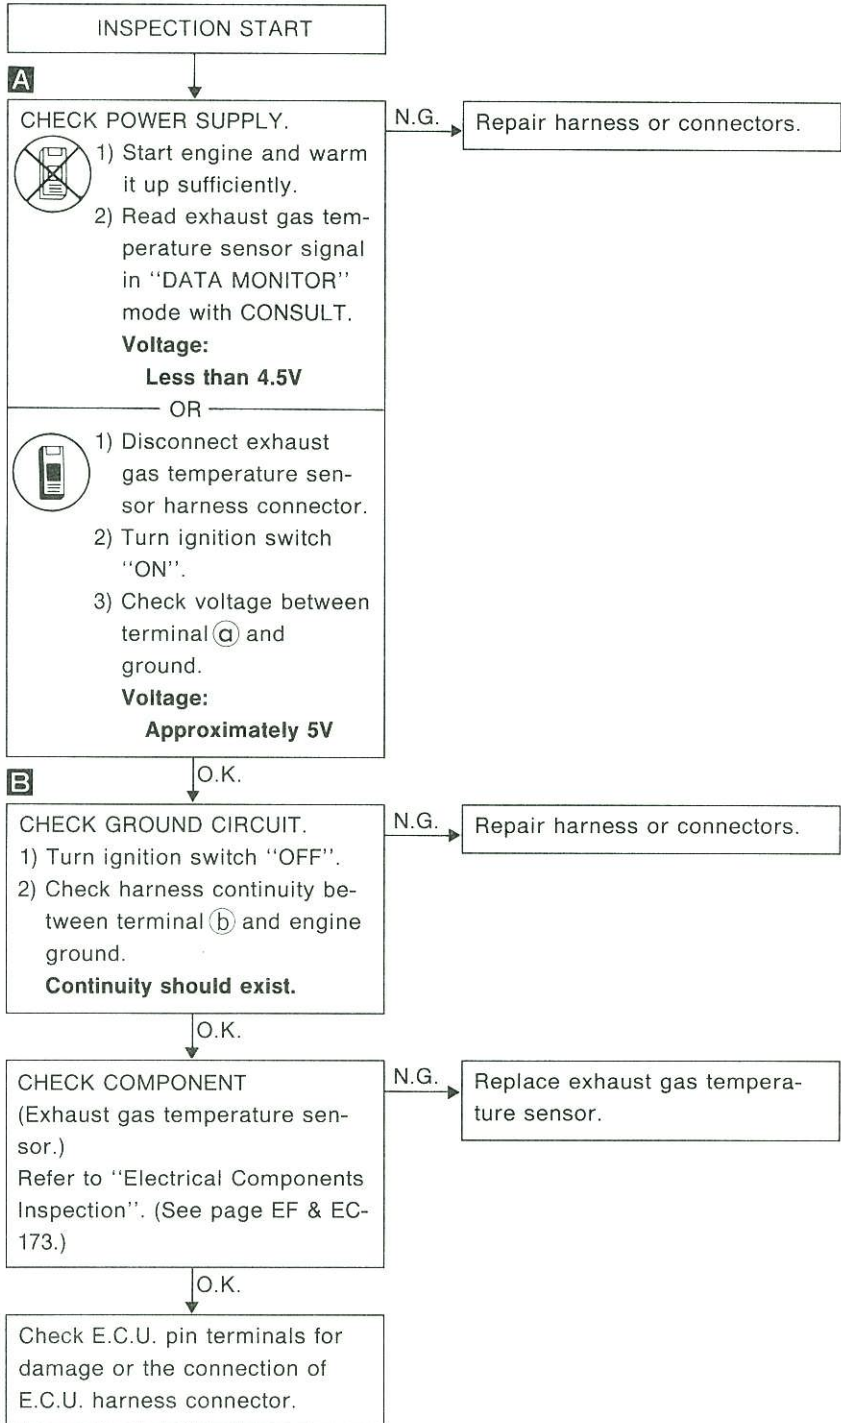 INSPECTION START
A
CHECK POWER SUPPLY.
1) Start engine and warm
it up sufficiently.
2) Read exhaust gas tem-
perature sensor signal
in "DATA MONITOR"
mode with CONSULT.
Voltage:
Less than 4.5V
N.G.
Repair harness or connectors.
OR
1) Disconnect exhaust
gas temperature sen-
sor harness connector.
2) Turn ignition switch
"ON".
3) Check voltage between
terminal ⓐ and
ground.
Voltage:
Approximately 5V
O.K.
B
CHECK GROUND CIRCUIT.
1) Turn ignition switch "OFF".
2) Check harness continuity be-
tween terminal ⓑ and engine
ground.
Continuity should exist.
N.G.
Repair harness or connectors.
O.K.
CHECK COMPONENT
(Exhaust gas temperature sen-
sor.)
Refer to "Electrical Components
Inspection". (See page EF & EC-
173.)
N.G.
Replace exhaust gas tempera-
ture sensor.
O.K.
Check E.C.U. pin terminals for
damage or the connection of
E.C.U. harness connector.